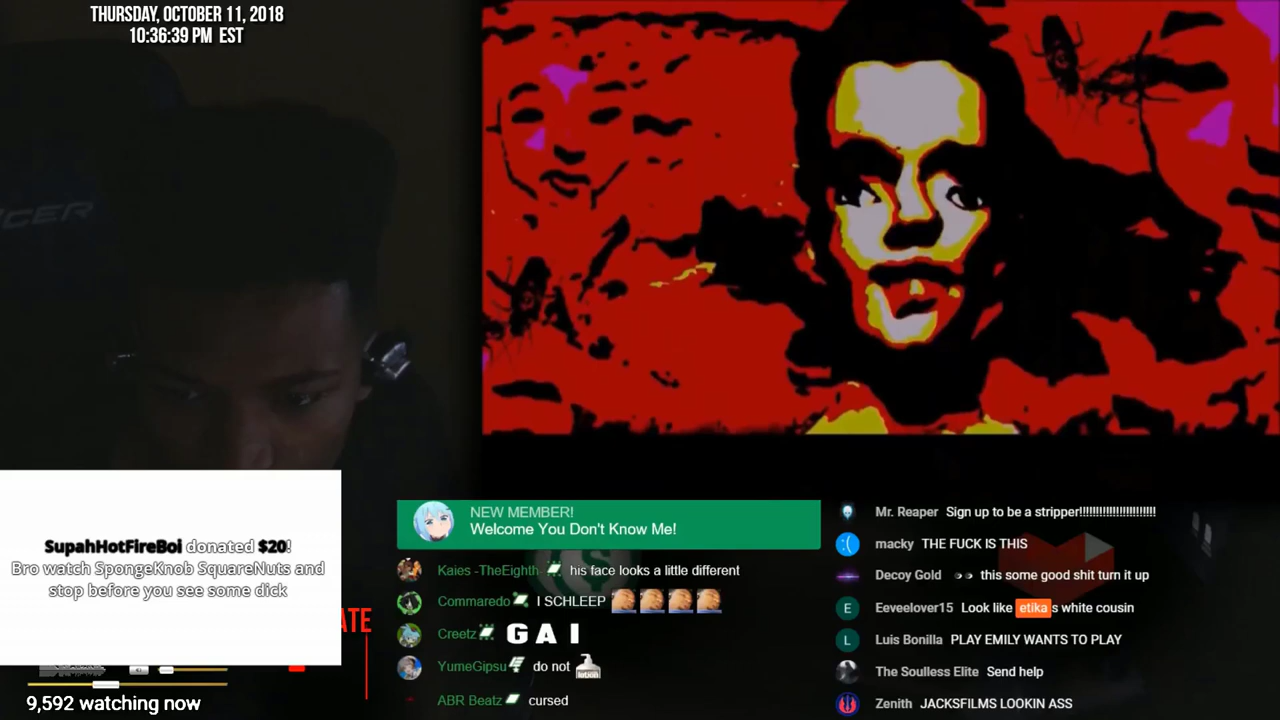 THURSDAY, OCTOBER 11, 2018
10:36:39 PM EST
CER
SupahHotFireBoi donated $20!
Bro watch SpongeKnob SquareNuts and
stop before you see some dick
ATE
9,592 watching now
NEW MEMBER!
Welcome You Don't Know Me!
Kaies -TheEighth his face looks a little different
Commaredo I SCHLEEP
Creetz G A I
YumeGipsu do not lotion
ABR Beatz cursed
Mr. Reaper Sign up to be a stripper!!!!!!!!!!!!!!!!!!!!!!!
macky THE FUCK IS THIS
Decoy Gold 👀 this some good shit turn it up
E Eeveelover15 Look like etika s white cousin
L Luis Bonilla PLAY EMILY WANTS TO PLAY
The Soulless Elite Send help
Zenith JACKSFILMS LOOKIN ASS